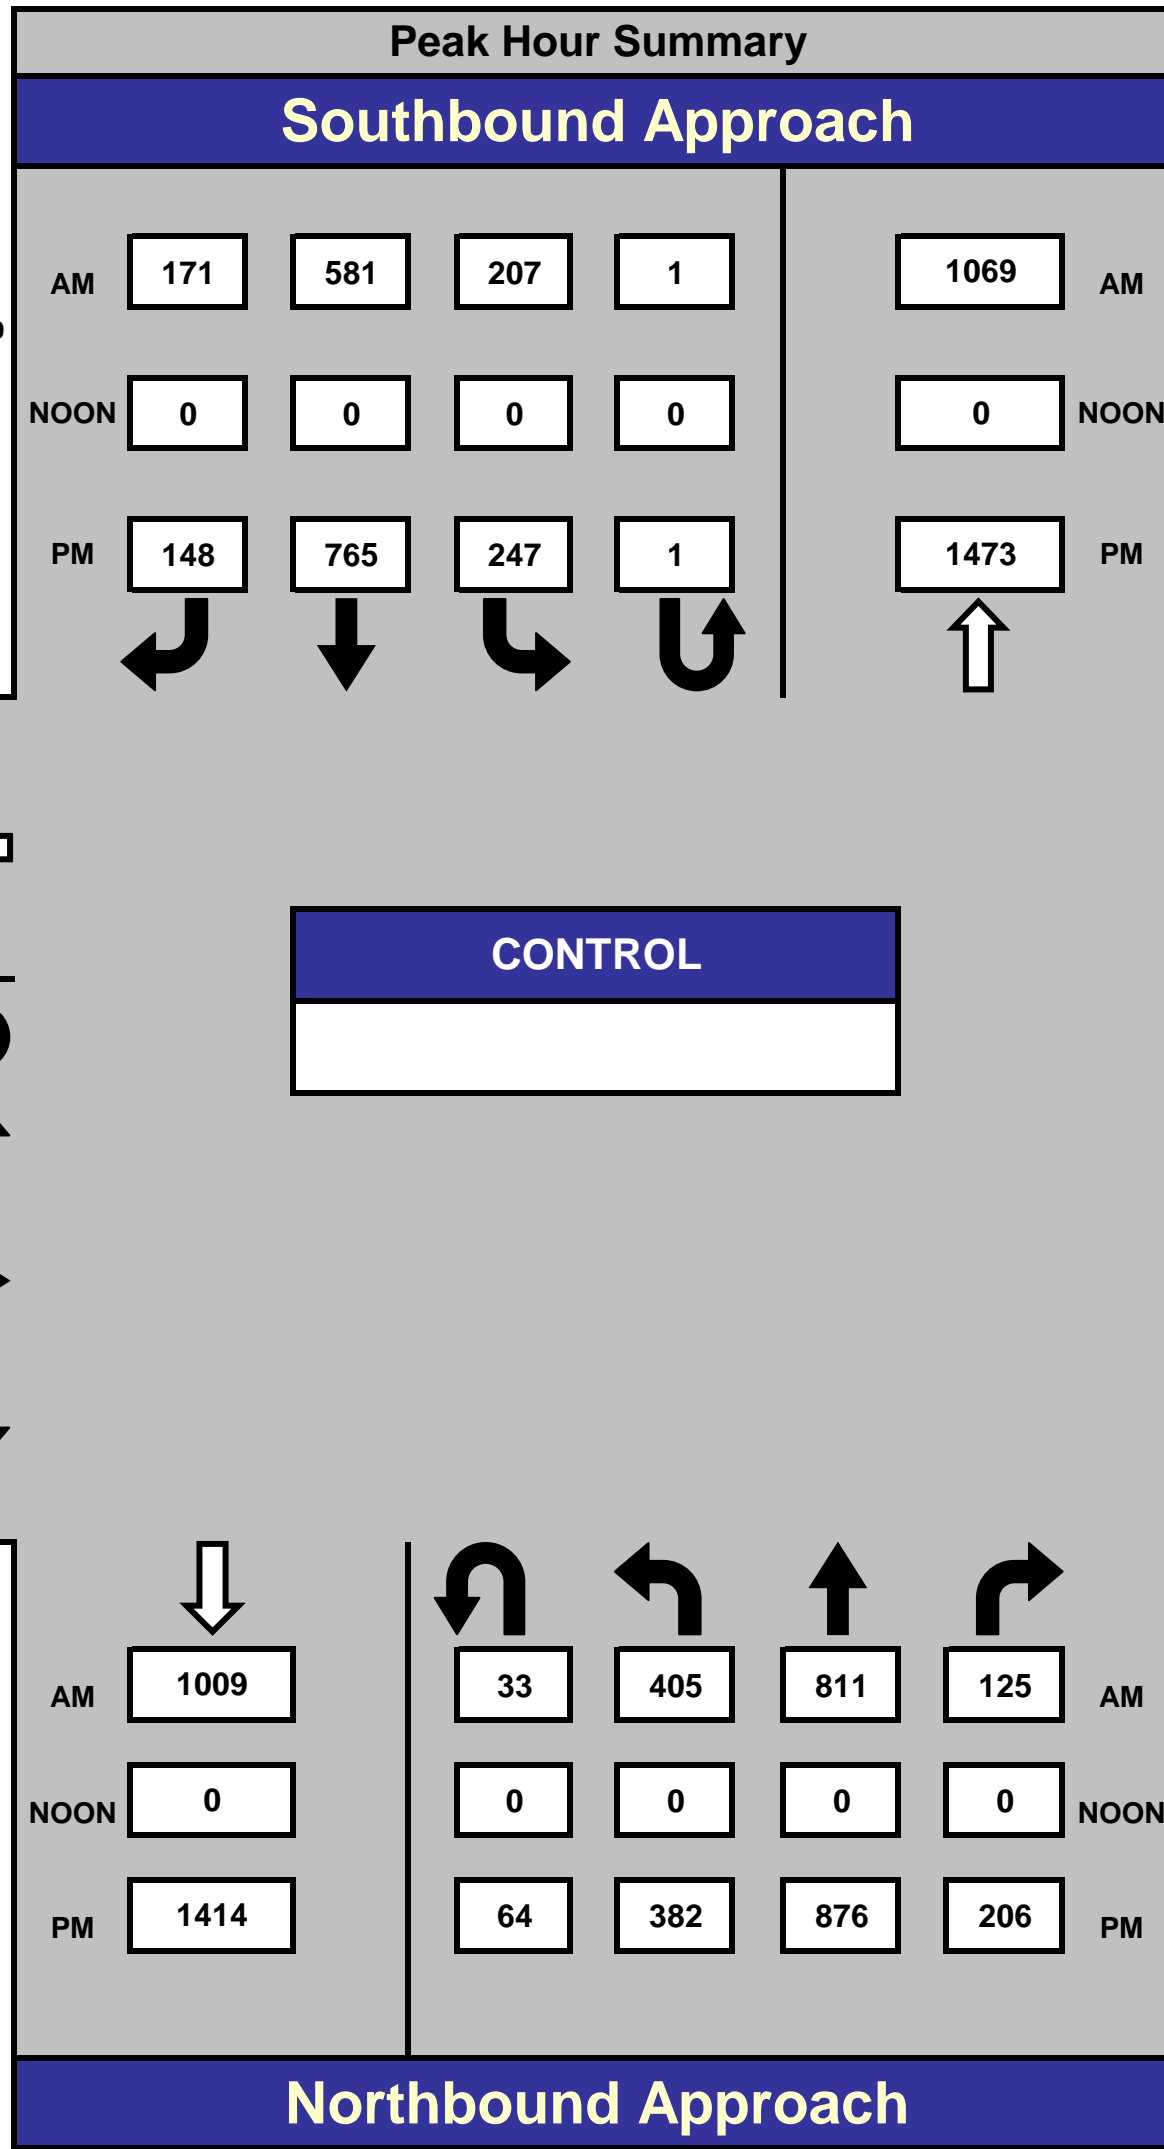 Peak Hour Summary
Southbound Approach
AM 171 581 207 1 1069 AM
NOON 0 0 0 0 0 NOON
PM 148 765 247 1 1473 PM
CONTROL
AM 1009 33 405 811 125 AM
NOON 0 0 0 0 0 NOON
PM 1414 64 382 876 206 PM
Northbound Approach